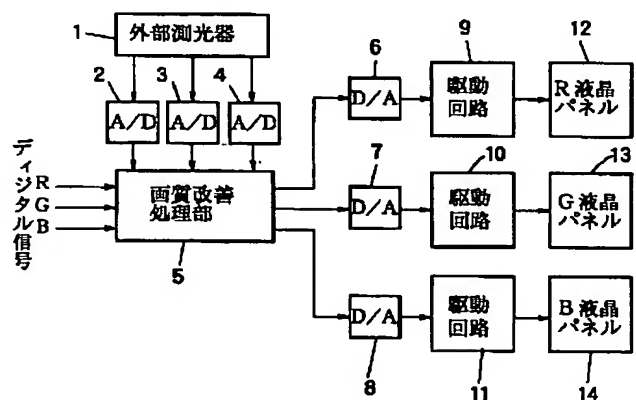 1
外部測光器
2
3
4
A/D
A/D
A/D
ディジタル信号
R
G
B
画質改善
処理部
5
6
D/A
7
D/A
8
D/A
9
駆動
回路
10
駆動
回路
11
駆動
回路
12
R液晶
パネル
13
G液晶
パネル
14
B液晶
パネル